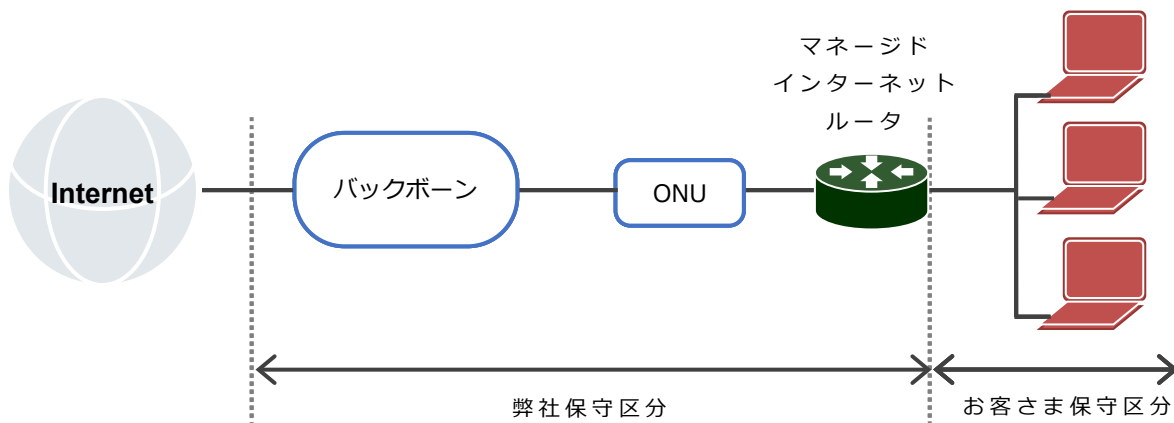 マネージド
インターネット
ルータ
Internet
バックボーン
ONU
弊社保守区分
お客さま保守区分